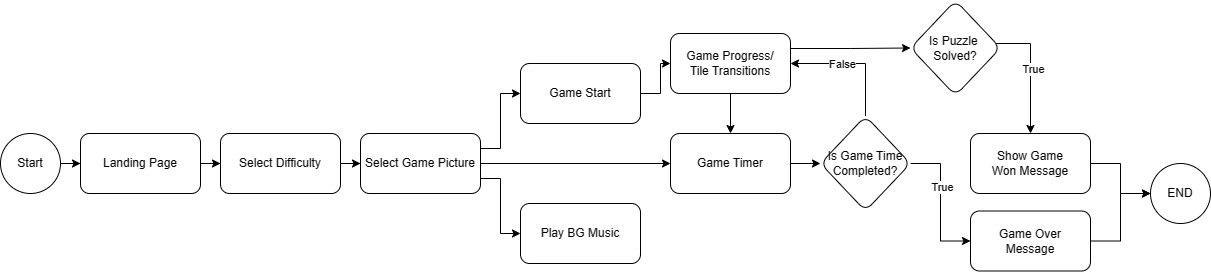 Start
Landing Page
Select Difficulty
Select Game Picture
Game Start
Play BG Music
Game Progress/
Tile Transitions
Game Timer
False
Is Game Time
Completed?
True
Is Puzzle
Solved?
True
Show Game
Won Message
Game Over
Message
END